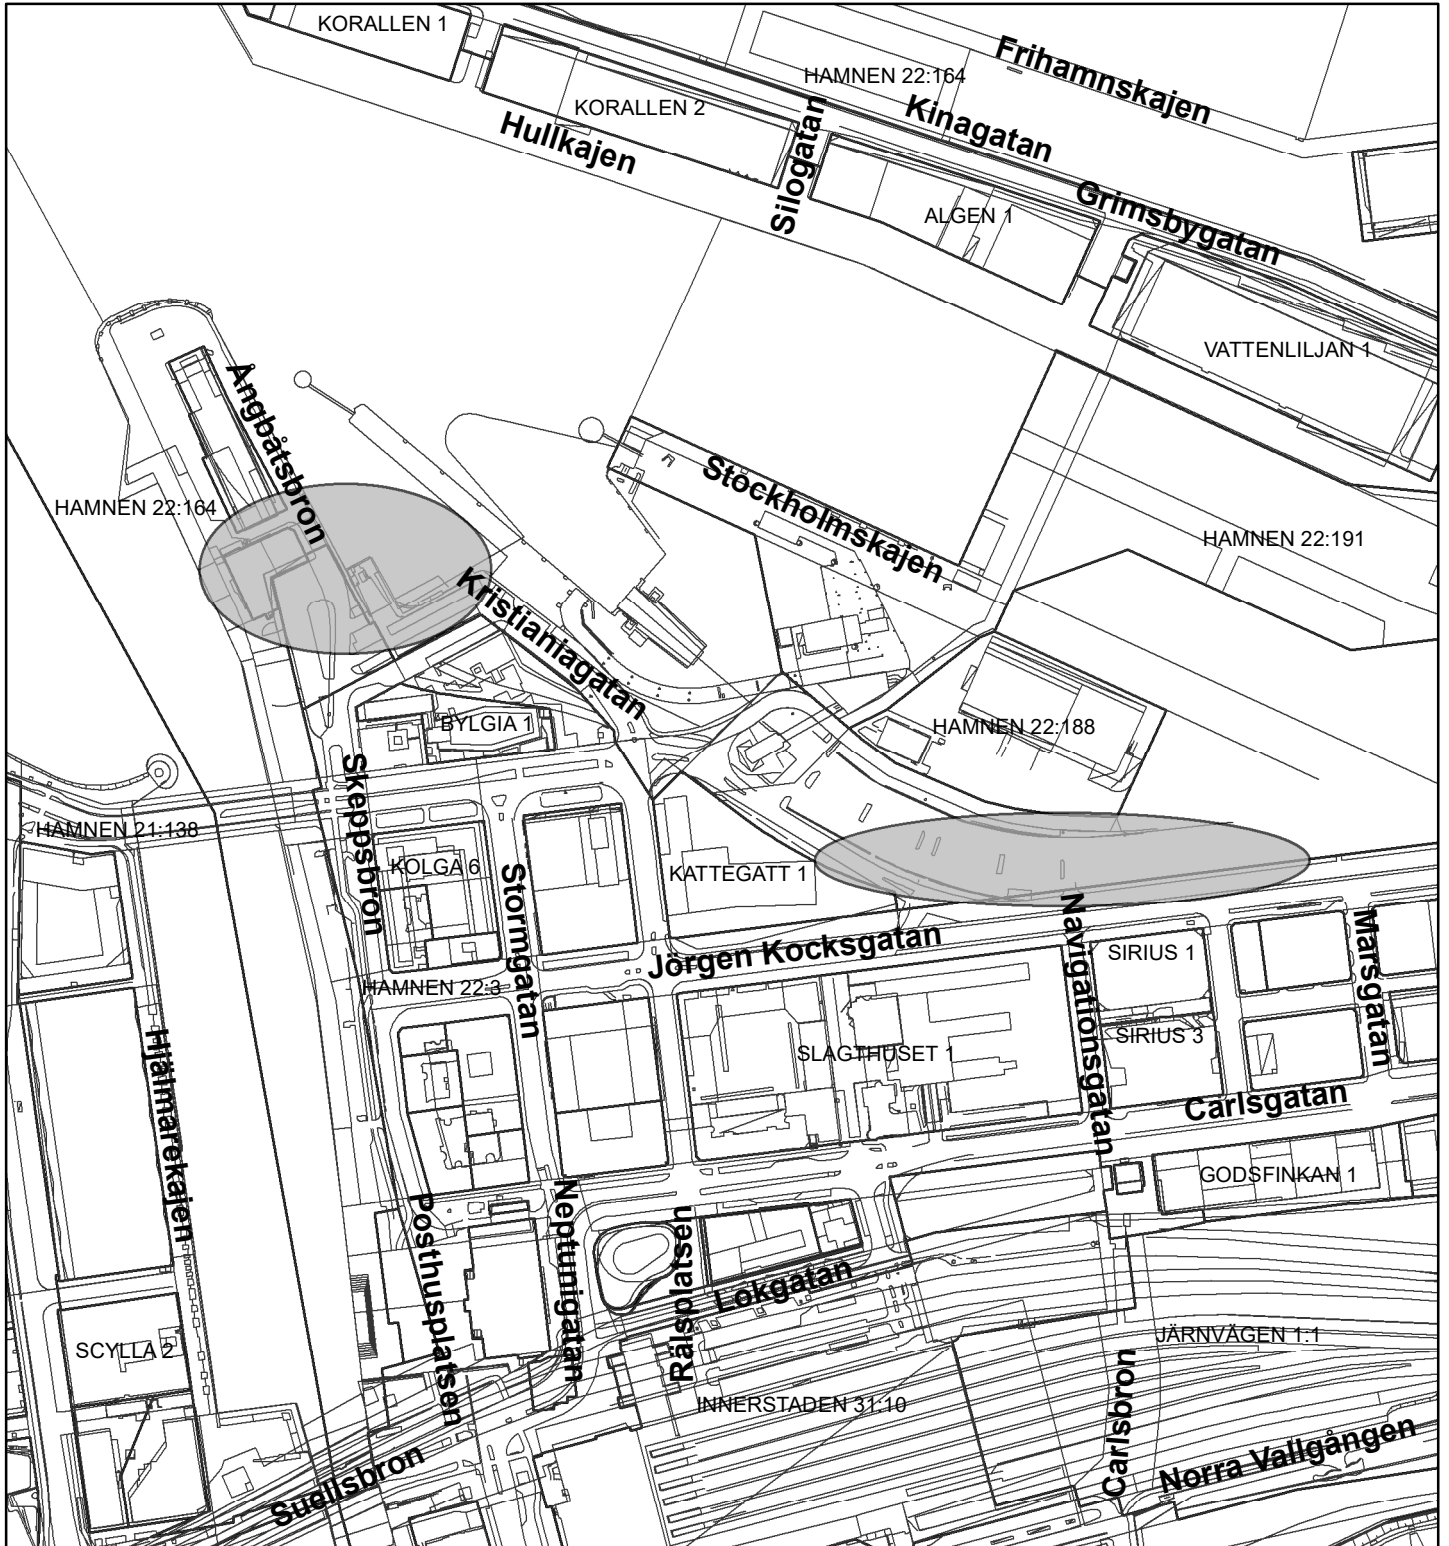 KORALLEN 1
Frihamnskajen
HAMNEN 22:164
Kinagatan
KORALLEN 2
Hullkajen
Silogatan
Grimsbygatan
ALGEN 1
VATTENLILJAN 1
Ångbåtsbron
Stockholmskajen
HAMNEN 22:164
HAMNEN 22:191
Kristianiagatan
BYLGIA 1
HAMNEN 22:188
Skeppsbron
HAMNEN 21:138
KOLGA 6
Stormgatan
KATTEGATT 1
Navigationsgatan
Marsgatan
Jörgen Kocksgatan
SIRIUS 1
HAMNEN 22:3
SIRIUS 3
SLAGTHUSET 1
Hjälmarekajen
Carlsgatan
GODSFINKAN 1
Posthusplatsen
Neptunigatan
Rälsplatsen
Lokgatan
SCYLLA 2
JÄRNVÄGEN 1:1
INNERSTADEN 31:10
Carlsbron
Norra Vallgången
Suellsbron